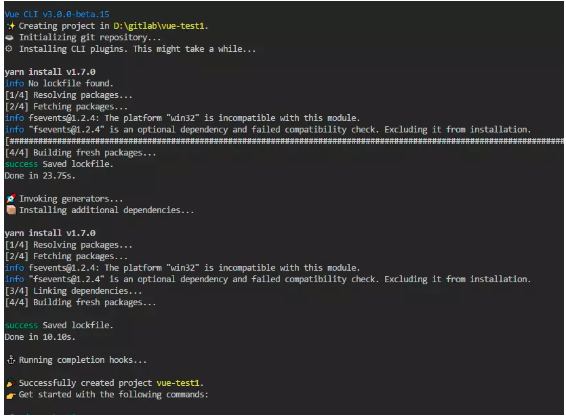 Vue CLI v3.0.0-beta.15
✨ Creating project in D:\gitlab\vue-test1.
Initializing git repository...
⚙ Installing CLI plugins. This might take a while...
yarn install v1.7.0
info No lockfile found.
[1/4] Resolving packages...
[2/4] Fetching packages...
info fsevents@1.2.4: The platform "win32" is incompatible with this module.
info "fsevents@1.2.4" is an optional dependency and failed compatibility check. Excluding it from installation.
[4/4] Building fresh packages...
success Saved lockfile.
Done in 23.75s.
🚀 Invoking generators...
📦 Installing additional dependencies...
yarn install v1.7.0
[1/4] Resolving packages...
[2/4] Fetching packages...
info fsevents@1.2.4: The platform "win32" is incompatible with this module.
info "fsevents@1.2.4" is an optional dependency and failed compatibility check. Excluding it from installation.
[3/4] Linking dependencies...
[4/4] Building fresh packages...
success Saved lockfile.
Done in 10.10s.
⚓ Running completion hooks...
🎉 Successfully created project vue-test1.
👉 Get started with the following commands: